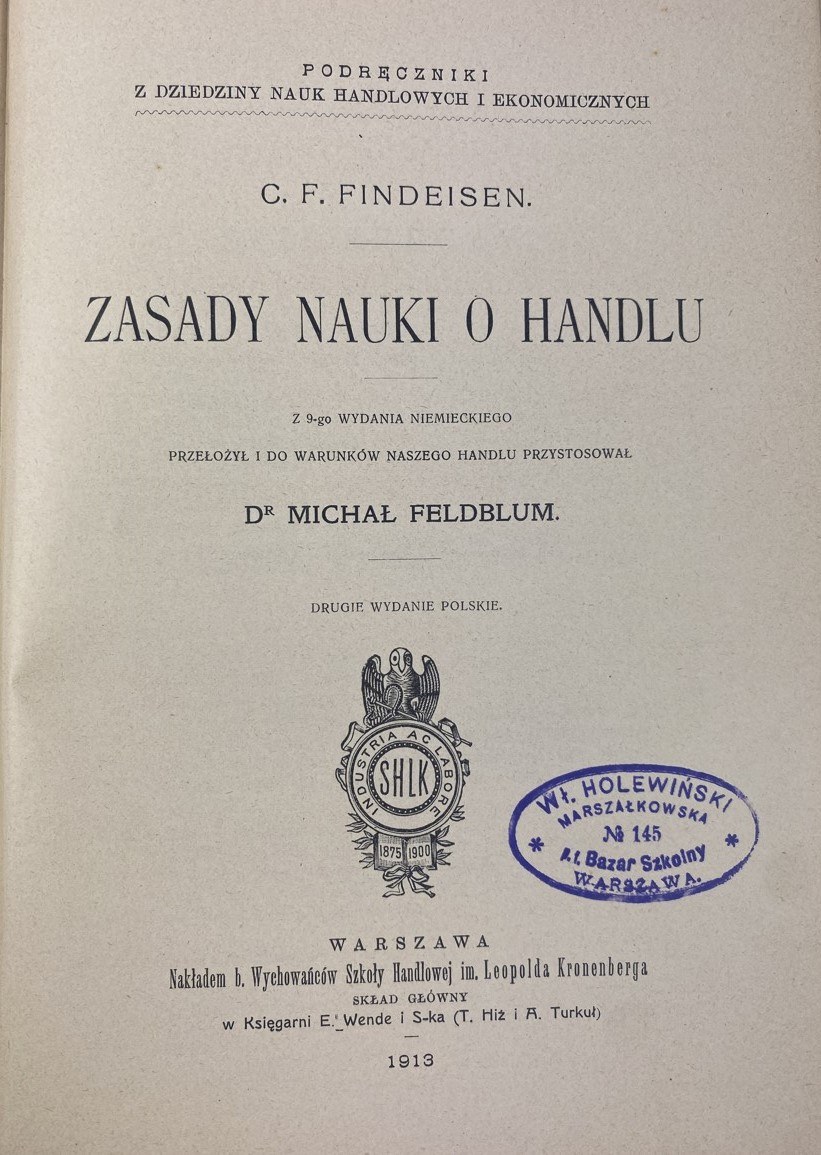 PODRĘCZNIKI
Z DZIEDZINY NAUK HANDLOWYCH I EKONOMICZNYCH
C. F. FINDEISEN.
ZASADY NAUKI O HANDLU
Z 9-go WYDANIA NIEMIECKIEGO
PRZEŁOŻYŁ I DO WARUNKÓW NASZEGO HANDLU PRZYSTOSOWAŁ
DR MICHAŁ FELDBLUM.
DRUGIE WYDANIE POLSKIE.
INDUSTRIA AC LABORE
SHLK
1875 1900
Wł. HOLEWIŃSKI
MARSZAŁKOWSKA
№ 145
* p.f. Bazar Szkolny *
WARSZAWA.
WARSZAWA
Nakładem b. Wychowańców Szkoły Handlowej im. Leopolda Kronenberga
SKŁAD GŁÓWNY
w Księgarni E. Wende i S-ka (T. Hiż i A. Turkuł)
1913